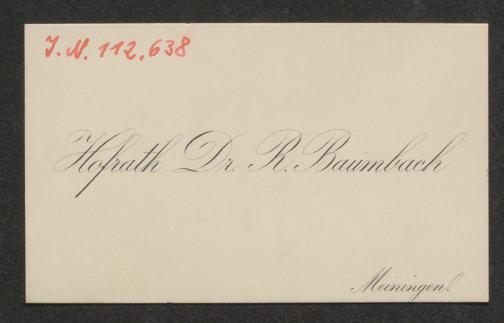 J. N. 112,638
Hofrath Dr. R. Baumbach
Meiningen.